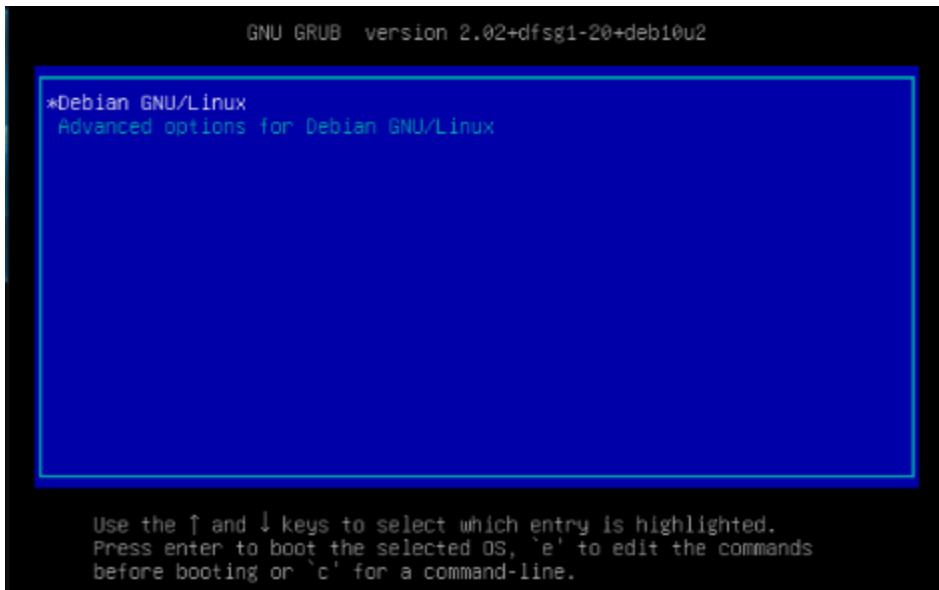 GNU GRUB  version 2.02+dfsg1-20+deb10u2
*Debian GNU/Linux
Advanced options for Debian GNU/Linux
Use the ↑ and ↓ keys to select which entry is highlighted.
Press enter to boot the selected OS, `e' to edit the commands
before booting or `c' for a command-line.